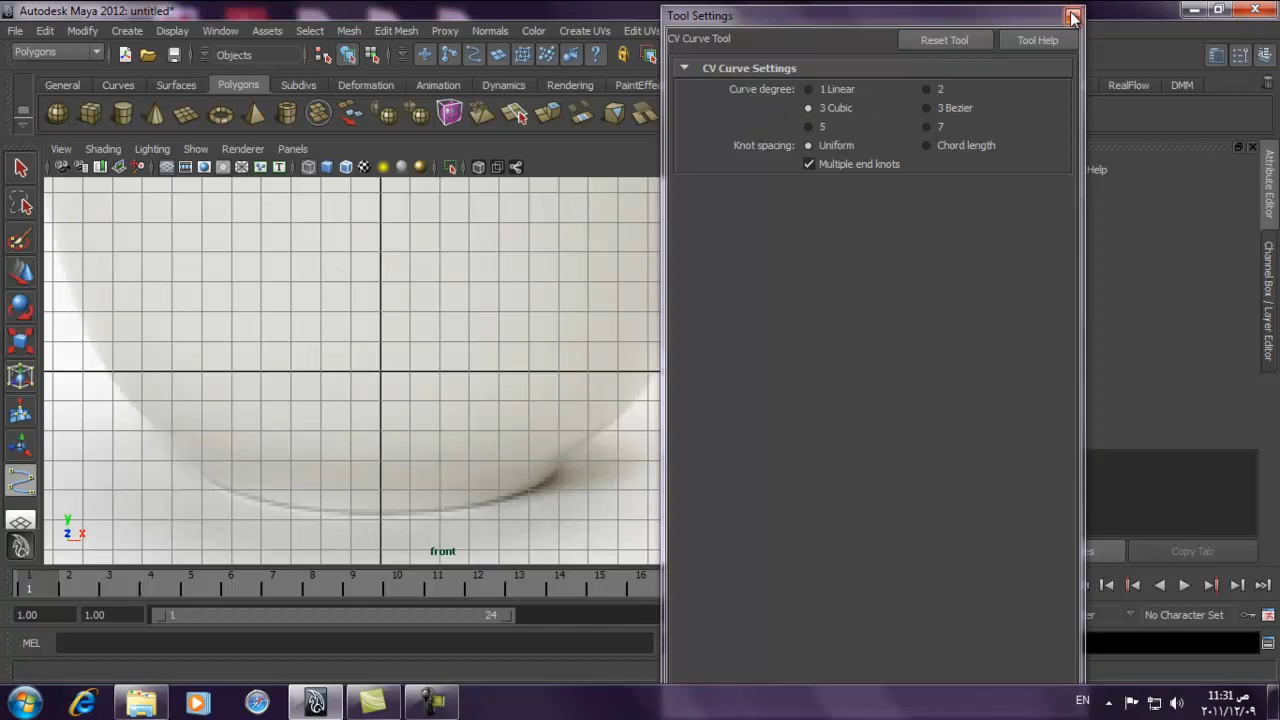 Autodesk Maya 2012: untitled*
File Edit Modify Create Display Window Assets Select Mesh Edit Mesh Proxy Normals Color Create UVs Edit UVs
Polygons Objects
General Curves Surfaces Polygons Subdivs Deformation Animation Dynamics Rendering PaintEffects
RealFlow DMM
View Shading Lighting Show Renderer Panels
Tool Settings
CV Curve Tool Reset Tool Tool Help
CV Curve Settings
Curve degree: 1 Linear 2
3 Cubic 3 Bezier
5 7
Knot spacing: Uniform Chord length
Multiple end knots
Help
Attribute Editor
Channel Box / Layer Editor
y
z x
front
Copy Tab
1 2 3 4 5 6 7 8 9 10 11 12 13 14 15 16
1
1.00 1.00 1 24
No Character Set
MEL
EN
11:31 ص
٢٠١١/١٢/٠٩